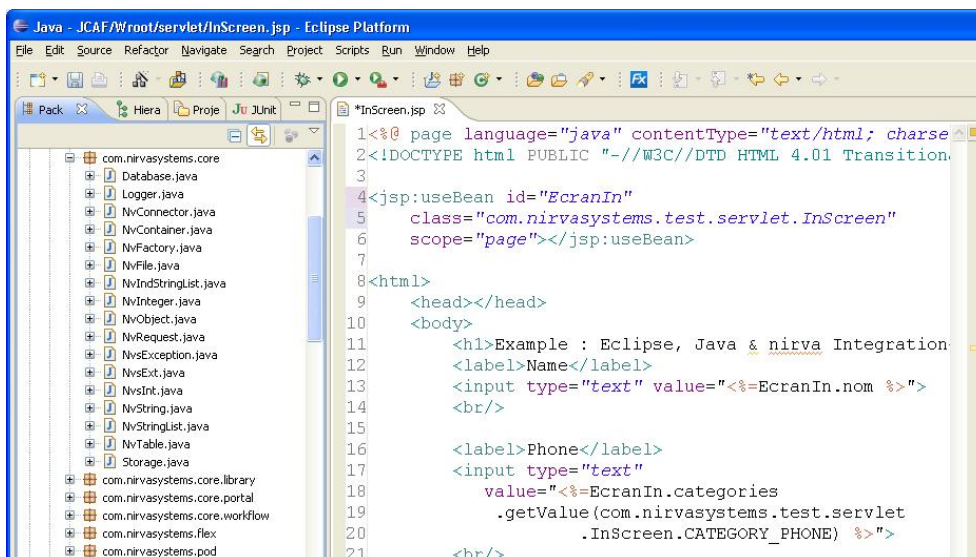 Java - JCAF/Wroot/servlet/InScreen.jsp - Eclipse Platform
File Edit Source Refactor Navigate Search Project Scripts Run Window Help
FX
Pack Hiera Proje Ju JUnit
*InScreen.jsp
com.nirvasystems.core
Database.java
Logger.java
NvConnector.java
NvContainer.java
NvFactory.java
NvFile.java
NvIndStringList.java
NvInteger.java
NvObject.java
NvRequest.java
NvsException.java
NvsExt.java
NvsInt.java
NvString.java
NvStringList.java
NvTable.java
Storage.java
com.nirvasystems.core.library
com.nirvasystems.core.portal
com.nirvasystems.core.workflow
com.nirvasystems.flex
com.nirvasystems.pod
1<%@ page language="java" contentType="text/html; charse
2<!DOCTYPE html PUBLIC "-//W3C//DTD HTML 4.01 Transition
3
4<jsp:useBean id="EcranIn"
5 class="com.nirvasystems.test.servlet.InScreen"
6 scope="page"></jsp:useBean>
7
8<html>
9 <head></head>
10 <body>
11 <h1>Example : Eclipse, Java & nirva Integration
12 <label>Name</label>
13 <input type="text" value="<%=EcranIn.nom %>">
14 <br/>
15
16 <label>Phone</label>
17 <input type="text"
18 value="<%=EcranIn.categories
19 .getValue(com.nirvasystems.test.servlet
20 .InScreen.CATEGORY_PHONE) %>">
21 <br/>